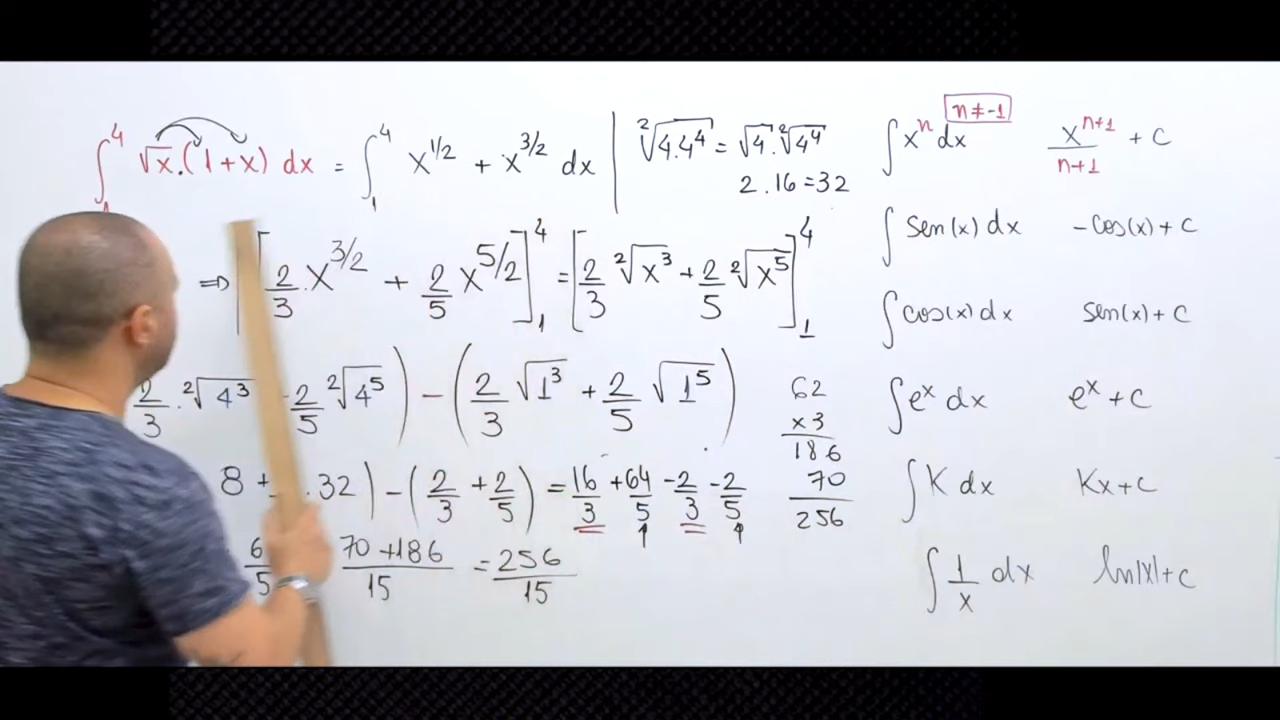 ∫₁⁴ √x.(1+x) dx = ∫₁⁴ x^1/2 + x^3/2 dx
⇒ [2/3.x^3/2 + 2/5 x^5/2]₁⁴ = [2/3 ²√x³ + 2/5 ²√x⁵]₁⁴
2/3.²√4³ 2/5 ²√4⁵) - (2/3 √1³ + 2/5 √1⁵)
8 + .32) - (2/3 + 2/5) = 16/3 + 64/5 - 2/3 - 2/5
6 /5 70+186/15 = 256/15
²√4.4⁴ = √4.²√4⁴
2.16=32
62
x3
186
70
256
n≠-1
∫xⁿdx x^n+1/n+1 + C
∫sen(x) dx -cos(x)+c
∫cos(x)dx sen(x)+c
∫eˣ dx eˣ+c
∫K dx Kx+c
∫1/x dx ln|x|+c